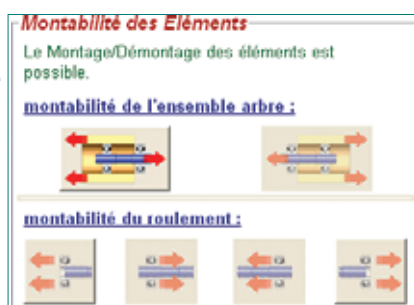 Montabilité des Eléments
Le Montage/Démontage des éléments est
possible.
montabilité de l'ensemble arbre :
montabilité du roulement :